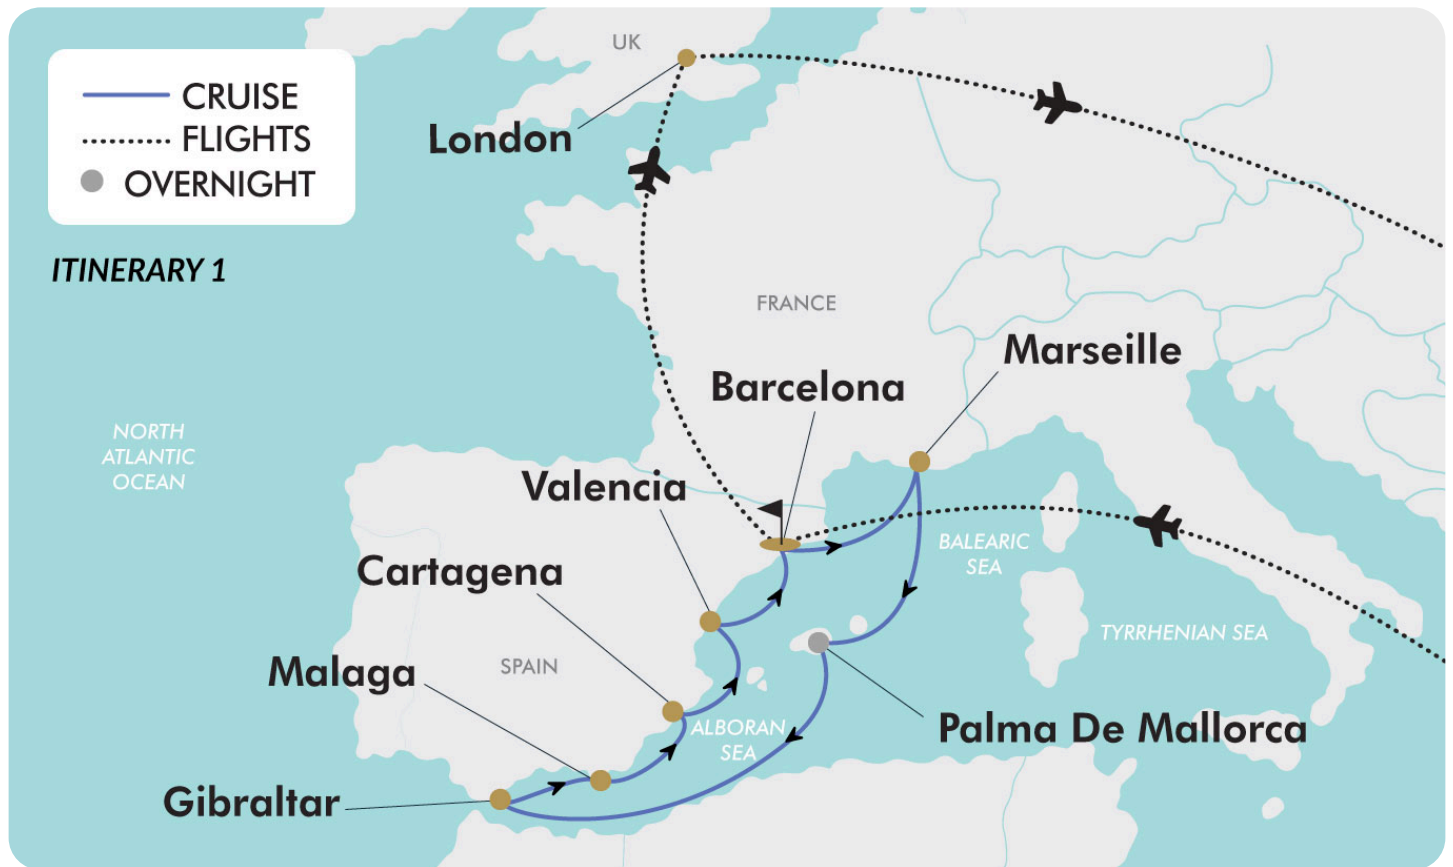 CRUISE
FLIGHTS
OVERNIGHT
ITINERARY 1
UK
London
FRANCE
Marseille
Barcelona
NORTH
ATLANTIC
OCEAN
Valencia
BALEARIC
SEA
Cartagena
TYRRHENIAN SEA
SPAIN
Malaga
ALBORAN
SEA
Palma De Mallorca
Gibraltar